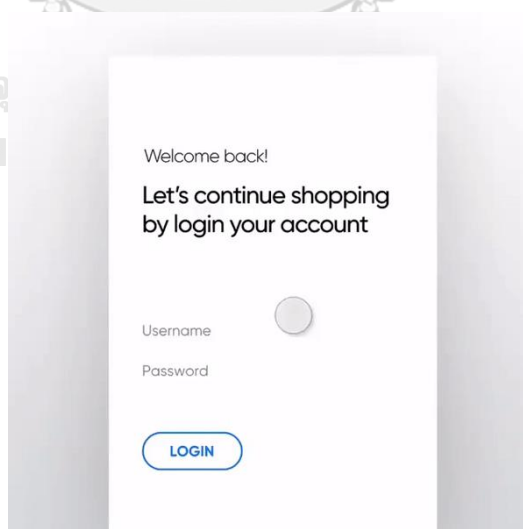 Welcome back!
Let's continue shopping
by login your account
Username
Password
LOGIN